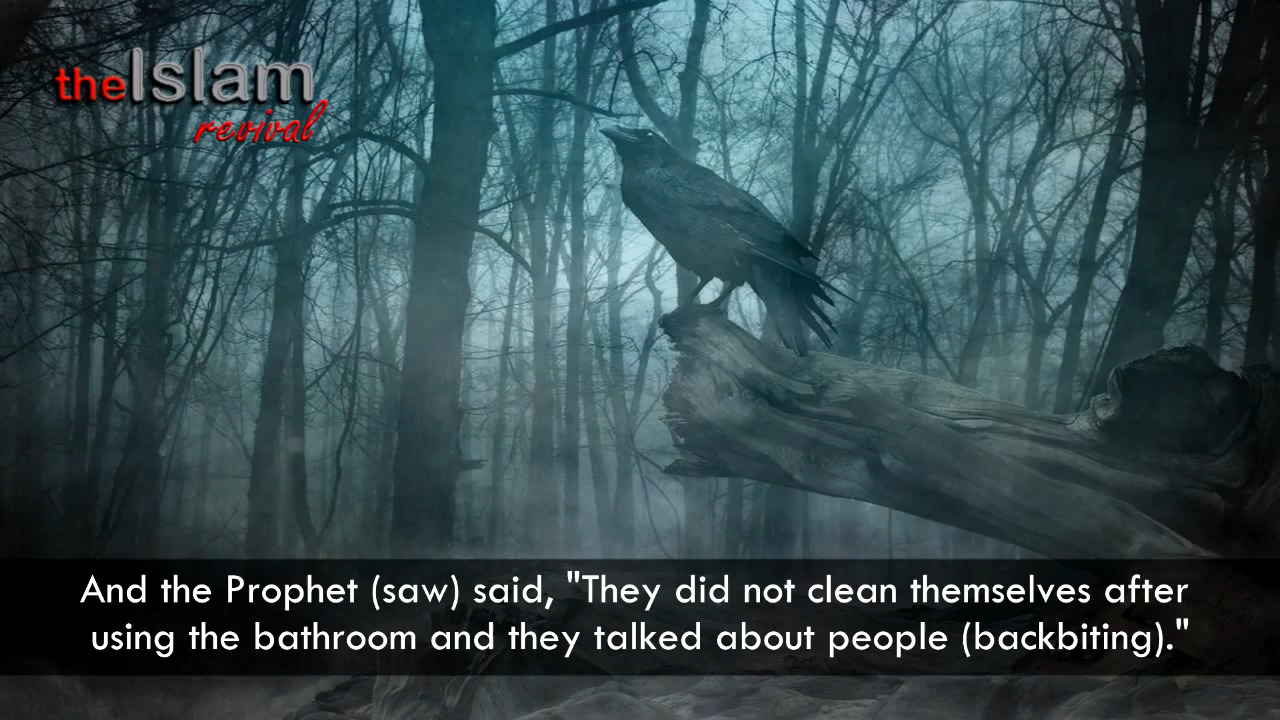 theIslam
revival
And the Prophet (saw) said, "They did not clean themselves after
using the bathroom and they talked about people (backbiting)."